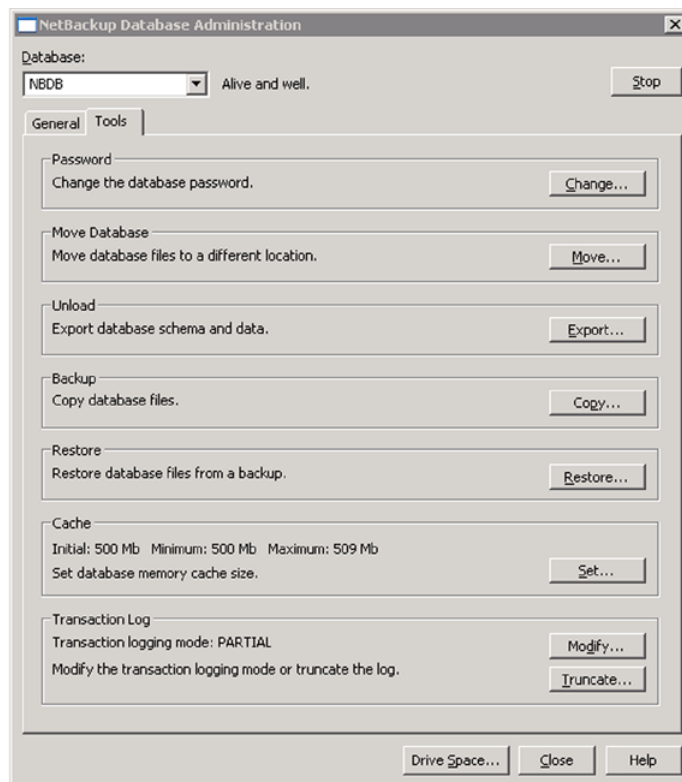 NetBackup Database Administration
Database:
NBDB
Alive and well.
Stop
General
Tools
Password
Change the database password.
Change...
Move Database
Move database files to a different location.
Move...
Unload
Export database schema and data.
Export...
Backup
Copy database files.
Copy...
Restore
Restore database files from a backup.
Restore...
Cache
Initial: 500 Mb Minimum: 500 Mb Maximum: 509 Mb
Set database memory cache size.
Set...
Transaction Log
Transaction logging mode: PARTIAL
Modify...
Modify the transaction logging mode or truncate the log.
Truncate...
Drive Space...
Close
Help